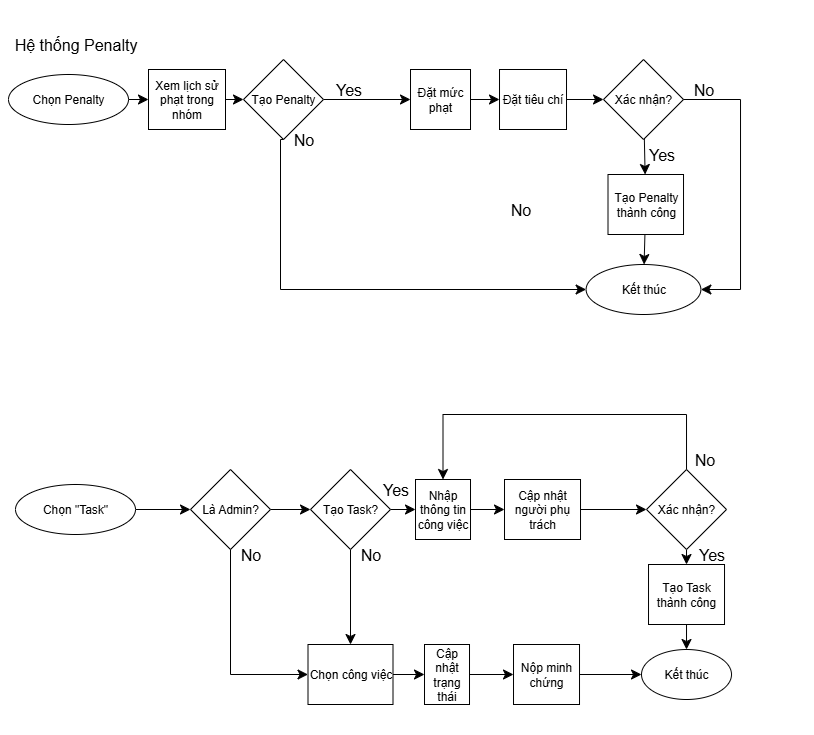 Hệ thống Penalty
Chọn Penalty
Xem lịch sử
phạt trong
nhóm
Tạo Penalty
Yes
Đặt mức
phạt
Đặt tiêu chí
Xác nhận?
No
No
Yes
Tạo Penalty
thành công
No
Kết thúc
Chọn "Task"
Là Admin?
Tạo Task?
Yes
Nhập
thông tin
công việc
Cập nhật
người phụ
trách
Xác nhận?
No
No
No
Yes
Tạo Task
thành công
Chọn công việc
Cập
nhật
trạng
thái
Nộp minh
chứng
Kết thúc